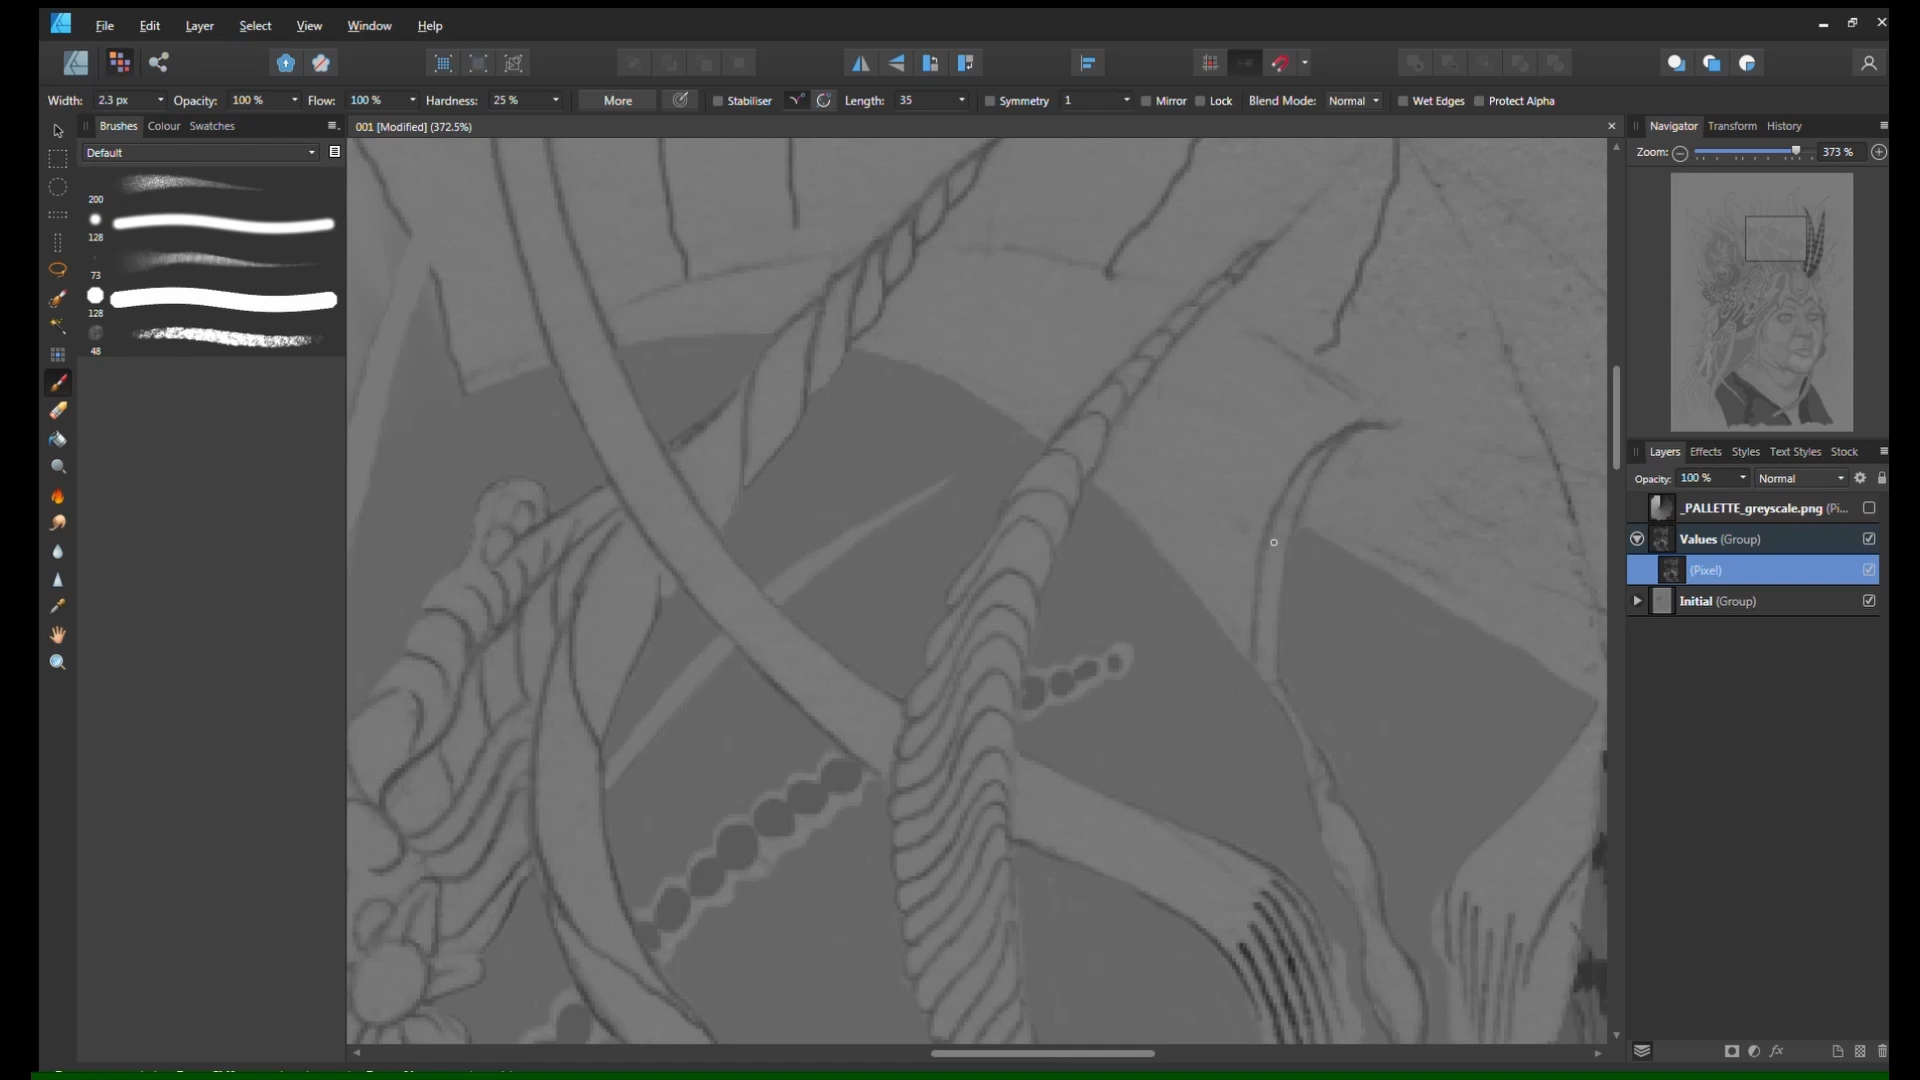 File Edit Layer Select View Window Help
Width: 2.3 px Opacity: 100 % Flow: 100 % Hardness: 25 % More Stabiliser Length: 35 Symmetry 1 Mirror Lock Blend Mode: Normal Wet Edges Protect Alpha
Brushes Colour Swatches
001 [Modified] (372.5%)
Navigator Transform History
Default
Zoom: 373 %
200
128
73
128
48
Layers Effects Styles Text Styles Stock
Opacity: 100 % Normal
_PALLETTE_greyscale.png (Pi...
Values (Group)
(Pixel)
Initial (Group)